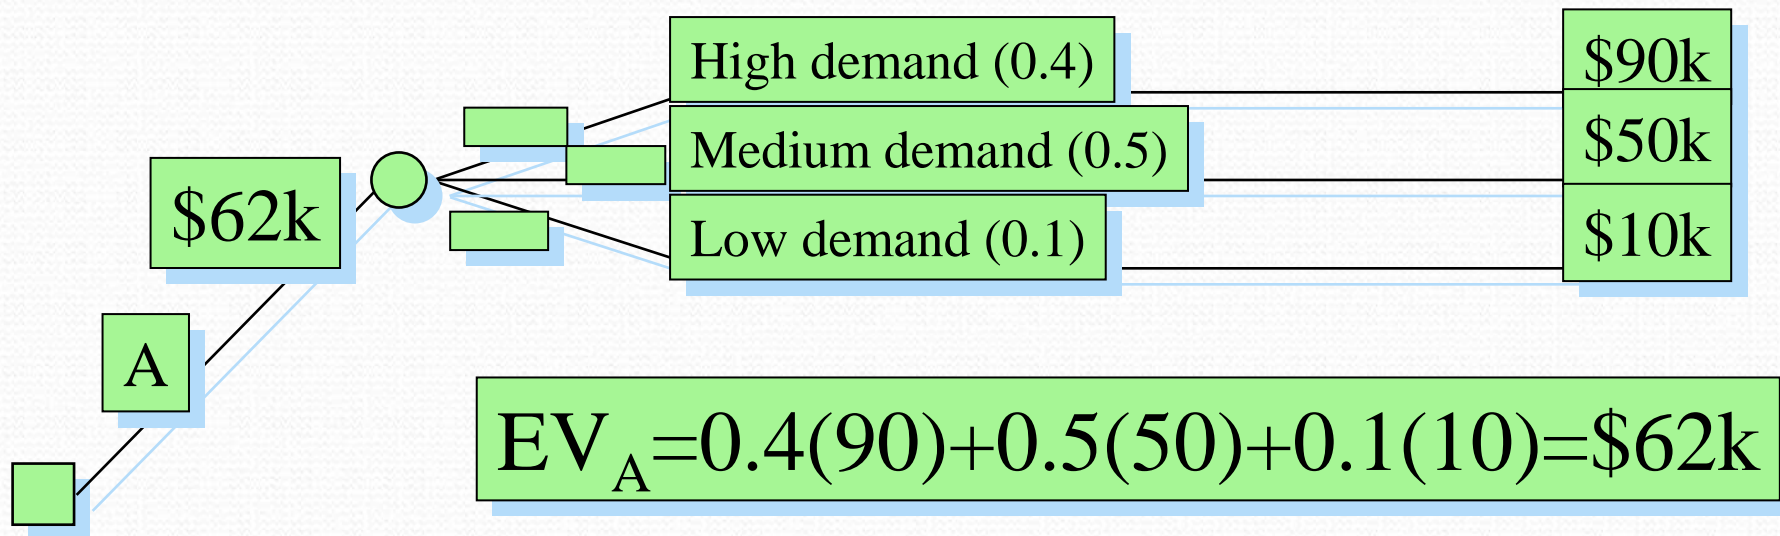 High demand (0.4)
$90k
Medium demand (0.5)
$50k
$62k
Low demand (0.1)
$10k
A
EVA=0.4(90)+0.5(50)+0.1(10)=$62k